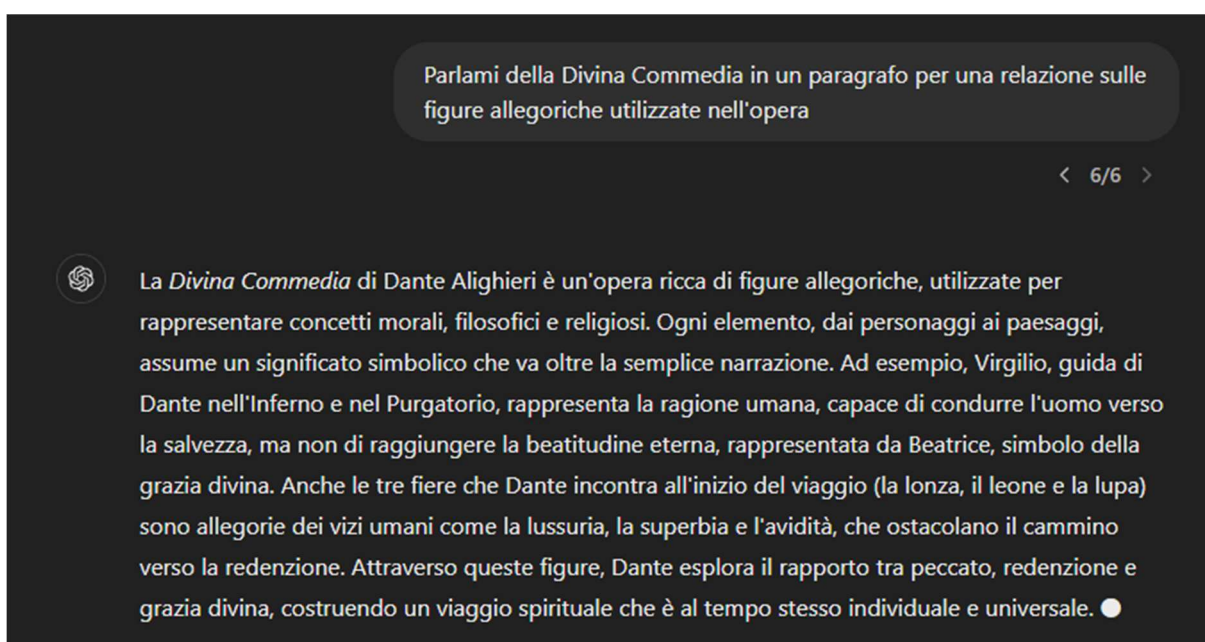 Parlami della Divina Commedia in un paragrafo per una relazione sulle
figure allegoriche utilizzate nell'opera
< 6/6 >
La Divina Commedia di Dante Alighieri è un'opera ricca di figure allegoriche, utilizzate per
rappresentare concetti morali, filosofici e religiosi. Ogni elemento, dai personaggi ai paesaggi,
assume un significato simbolico che va oltre la semplice narrazione. Ad esempio, Virgilio, guida di
Dante nell'Inferno e nel Purgatorio, rappresenta la ragione umana, capace di condurre l'uomo verso
la salvezza, ma non di raggiungere la beatitudine eterna, rappresentata da Beatrice, simbolo della
grazia divina. Anche le tre fiere che Dante incontra all'inizio del viaggio (la lonza, il leone e la lupa)
sono allegorie dei vizi umani come la lussuria, la superbia e l'avidità, che ostacolano il cammino
verso la redenzione. Attraverso queste figure, Dante esplora il rapporto tra peccato, redenzione e
grazia divina, costruendo un viaggio spirituale che è al tempo stesso individuale e universale.